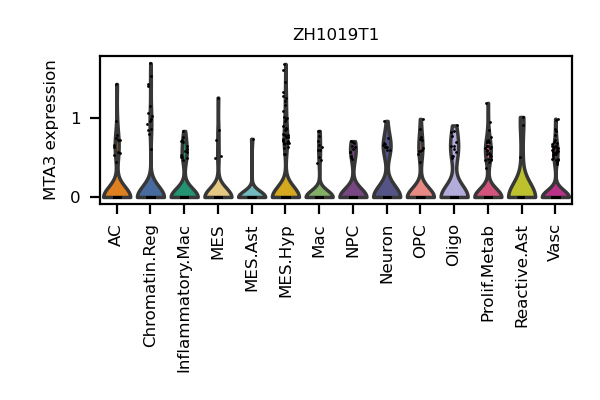 ZH1019T1
MTA3 expression
1
0
AC
Chromatin.Reg
Inflammatory.Mac
MES
MES.Ast
MES.Hyp
Mac
NPC
Neuron
OPC
Oligo
Prolif.Metab
Reactive.Ast
Vasc